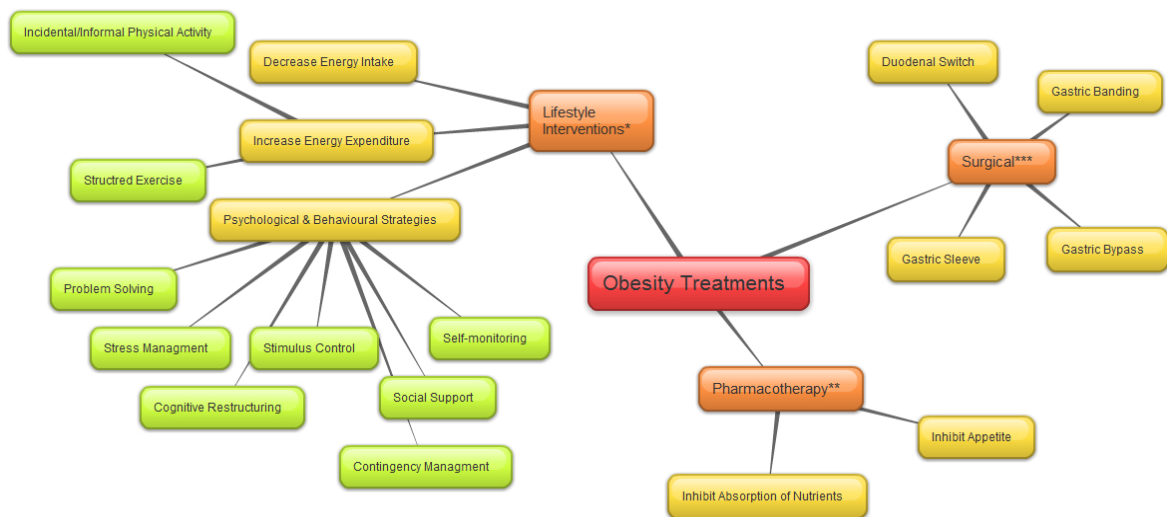 Incidental/Informal Physical Activity
Decrease Energy Intake
Lifestyle
Interventions*
Increase Energy Expenditure
Structred Exercise
Psychological & Behavioural Strategies
Problem Solving
Stress Managment
Stimulus Control
Self-monitoring
Cognitive Restructuring
Social Support
Contingency Managment
Obesity Treatments
Duodenal Switch
Gastric Banding
Surgical***
Gastric Sleeve
Gastric Bypass
Pharmacotherapy**
Inhibit Appetite
Inhibit Absorption of Nutrients